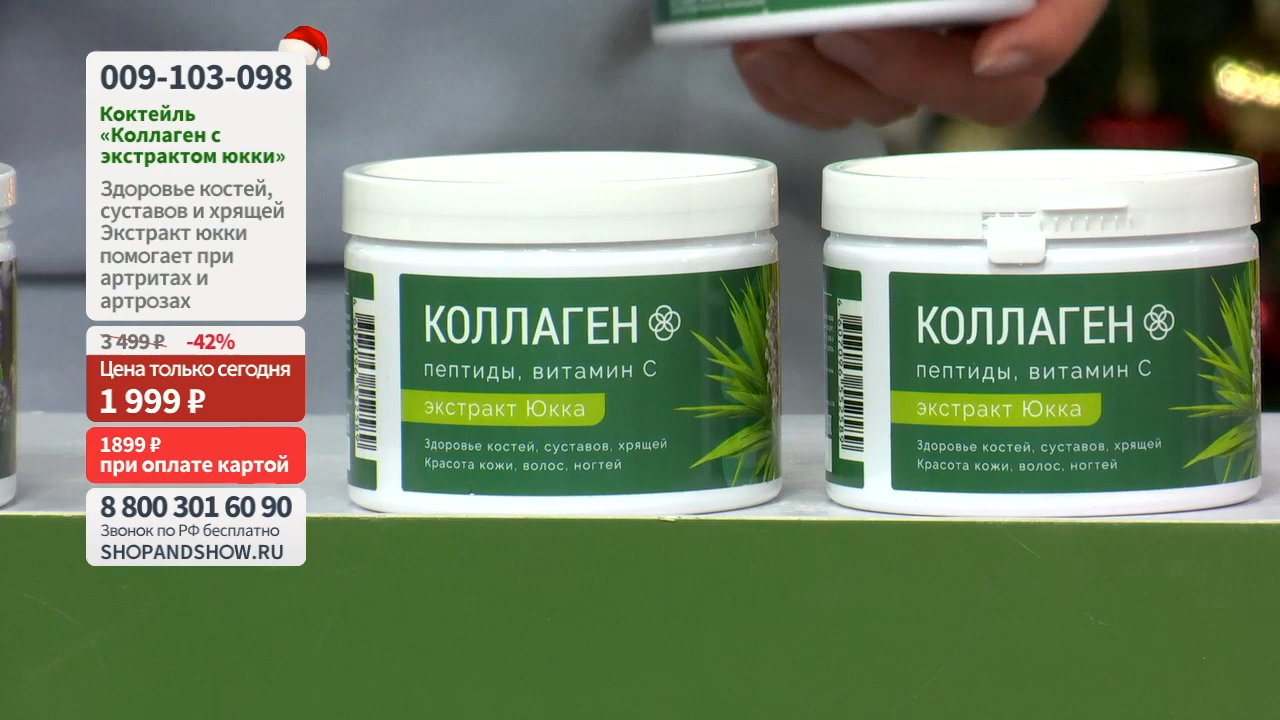 009-103-098
Коктейль
«Коллаген с
экстрактом юкки»
Здоровье костей,
суставов и хрящей
Экстракт юкки
помогает при
артритах и
артрозах
3 499 ₽ -42%
Цена только сегодня
1 999 ₽
1899 ₽
при оплате картой
8 800 301 60 90
Звонок по РФ бесплатно
SHOPANDSHOW.RU
КОЛЛАГЕН
пептиды, витамин С
экстракт Юкка
Здоровье костей, суставов, хрящей
Красота кожи, волос, ногтей
КОЛЛАГЕН
пептиды, витамин С
экстракт Юкка
Здоровье костей, суставов, хрящей
Красота кожи, волос, ногтей